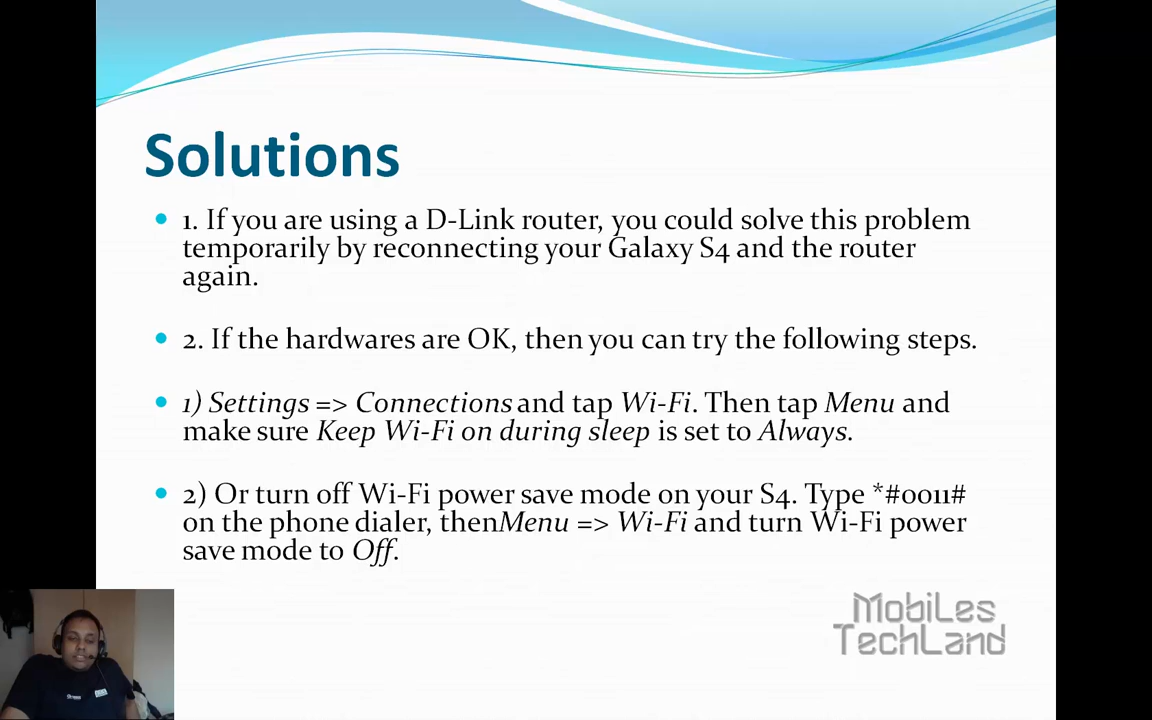 Solutions
1. If you are using a D-Link router, you could solve this problem
temporarily by reconnecting your Galaxy S4 and the router
again.
2. If the hardwares are OK, then you can try the following steps.
1) Settings => Connections and tap Wi-Fi. Then tap Menu and
make sure Keep Wi-Fi on during sleep is set to Always.
2) Or turn off Wi-Fi power save mode on your S4. Type *#0011#
on the phone dialer, thenMenu => Wi-Fi and turn Wi-Fi power
save mode to Off.
MobiLes
TechLand